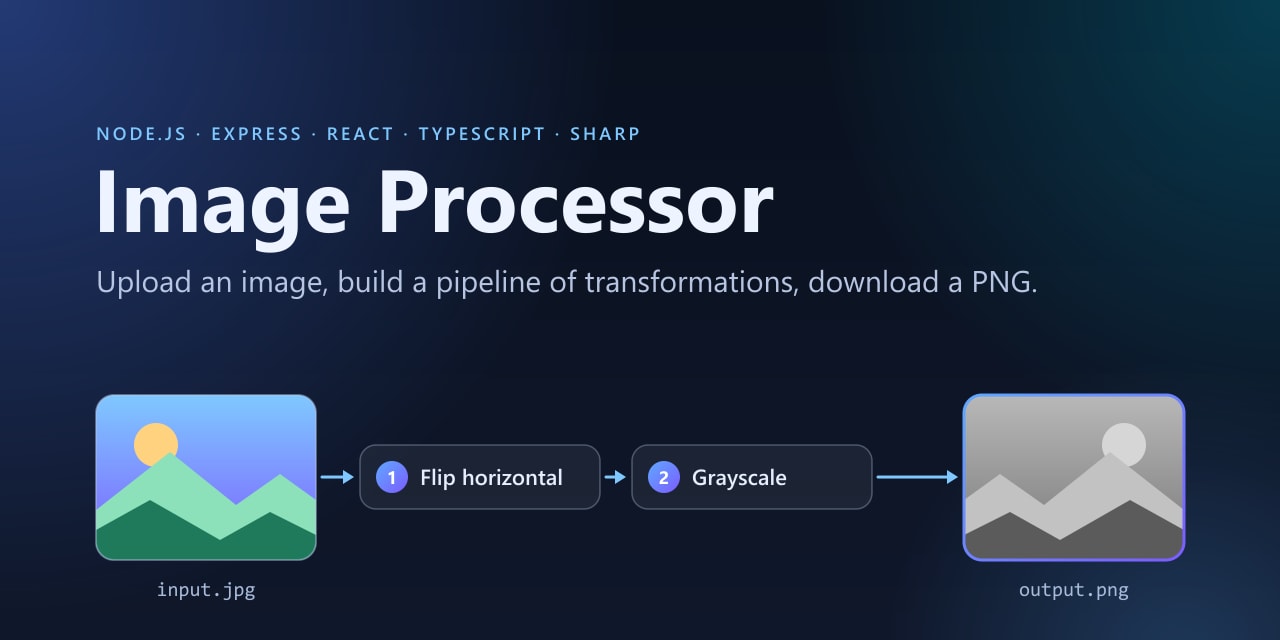 NODE.JS · EXPRESS · REACT · TYPESCRIPT · SHARP
Image Processor
Upload an image, build a pipeline of transformations, download a PNG.
1 Flip horizontal
2 Grayscale
input.jpg
output.png